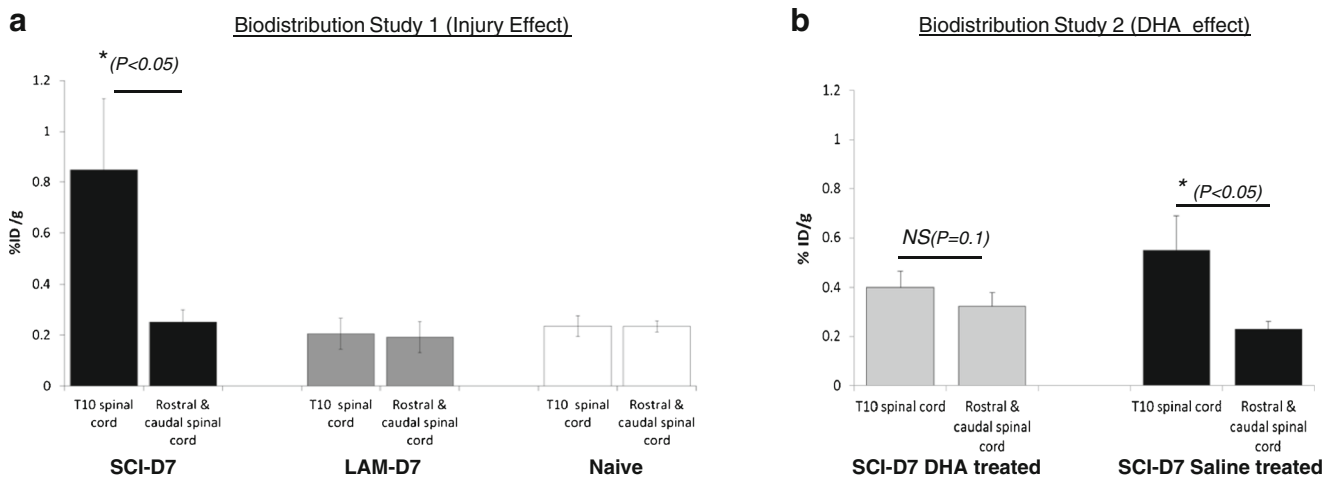 a
Biodistribution Study 1 (Injury Effect)
* (P<0.05)
1.2
1
0.8
0.6
0.4
0.2
0
%ID/g
T10 spinal cord
Rostral & caudal spinal cord
SCI-D7
T10 spinal cord
Rostral & caudal spinal cord
LAM-D7
T10 spinal cord
Rostral & caudal spinal cord
Naive
b
Biodistribution Study 2 (DHA effect)
1.2
1
0.8
0.6
0.4
0.2
0
% ID/g
NS(P=0.1)
* (P<0.05)
T10 spinal cord
Rostral & caudal spinal cord
SCI-D7 DHA treated
T10 spinal cord
Rostral & caudal spinal cord
SCI-D7 Saline treated